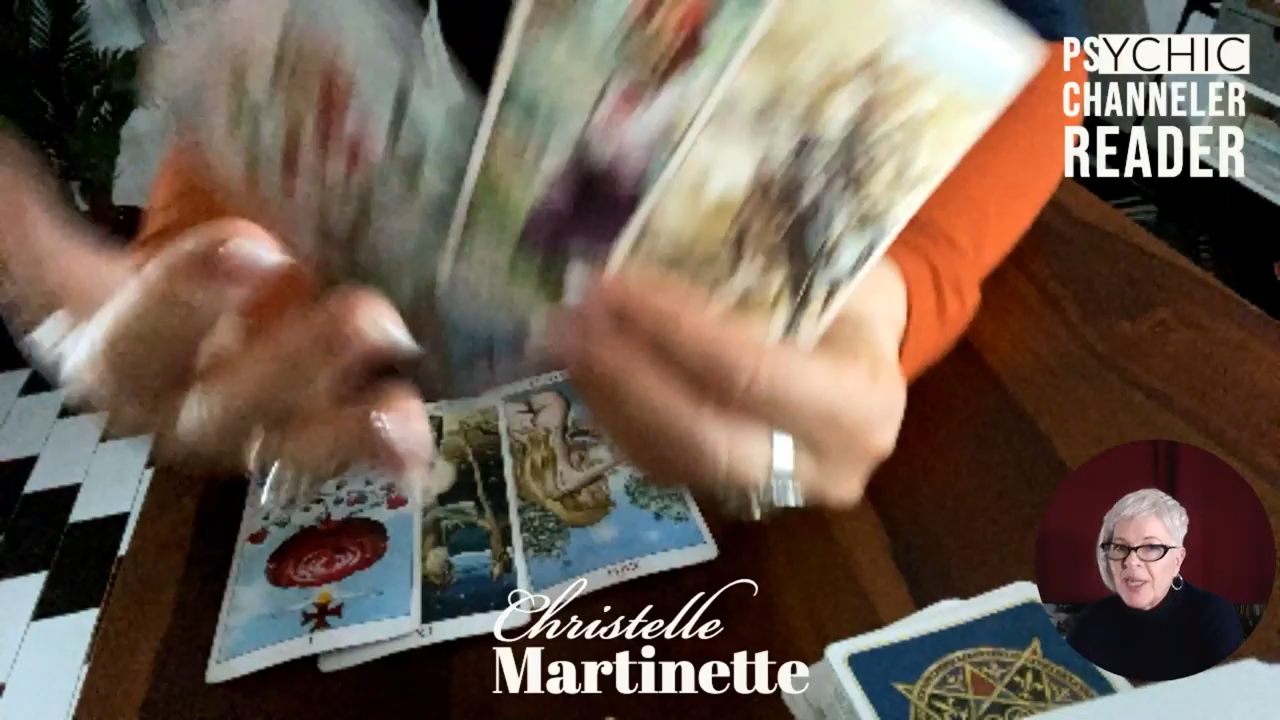 PSYCHIC
CHANNELER
READER
Christelle
Martinette